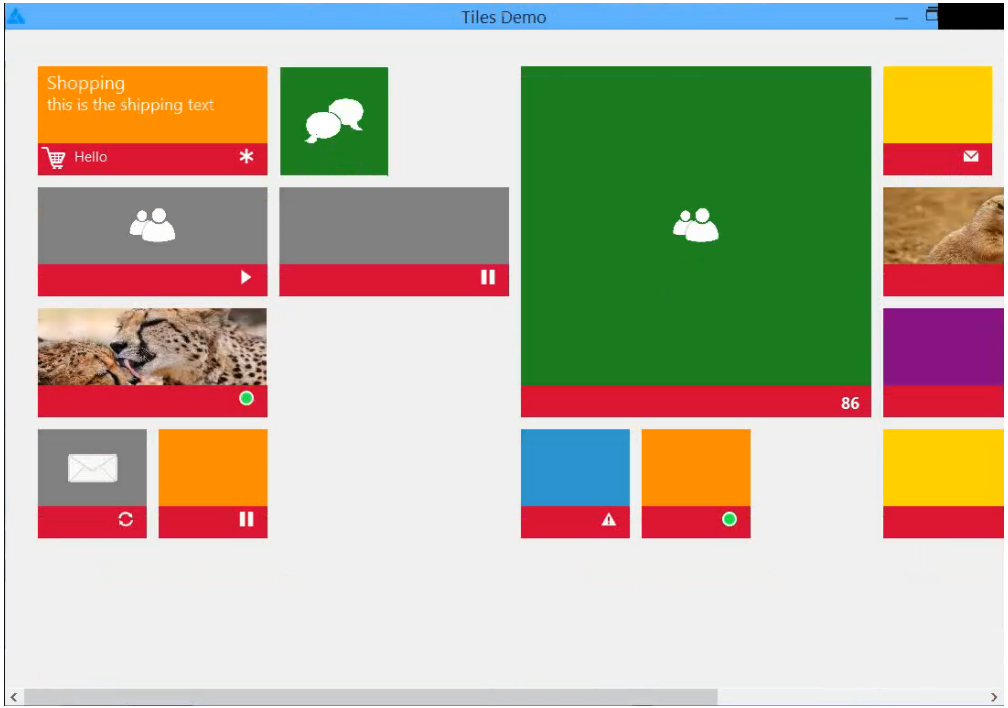 Tiles Demo
Shopping
this is the shipping text
Hello
86